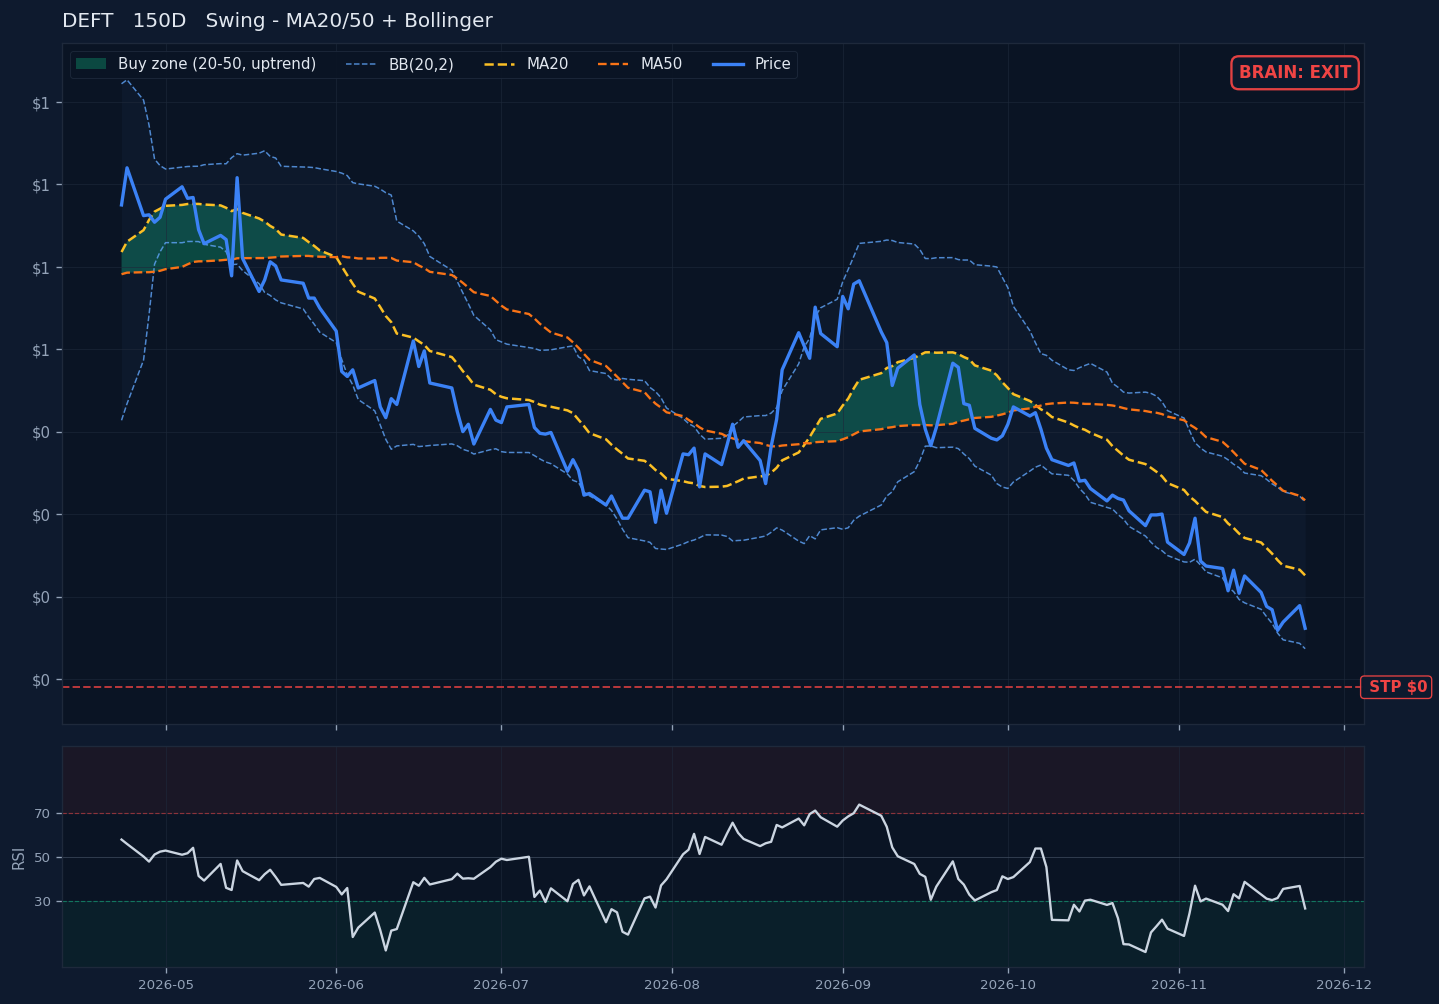 DEFT   150D   Swing - MA20/50 + Bollinger
Buy zone (20-50, uptrend)   BB(20,2)   MA20   MA50   Price
BRAIN: EXIT
$1
$1
$1
$1
$0
$0
$0
$0
STP $0
RSI
70
50
30
2026-05   2026-06   2026-07   2026-08   2026-09   2026-10   2026-11   2026-12